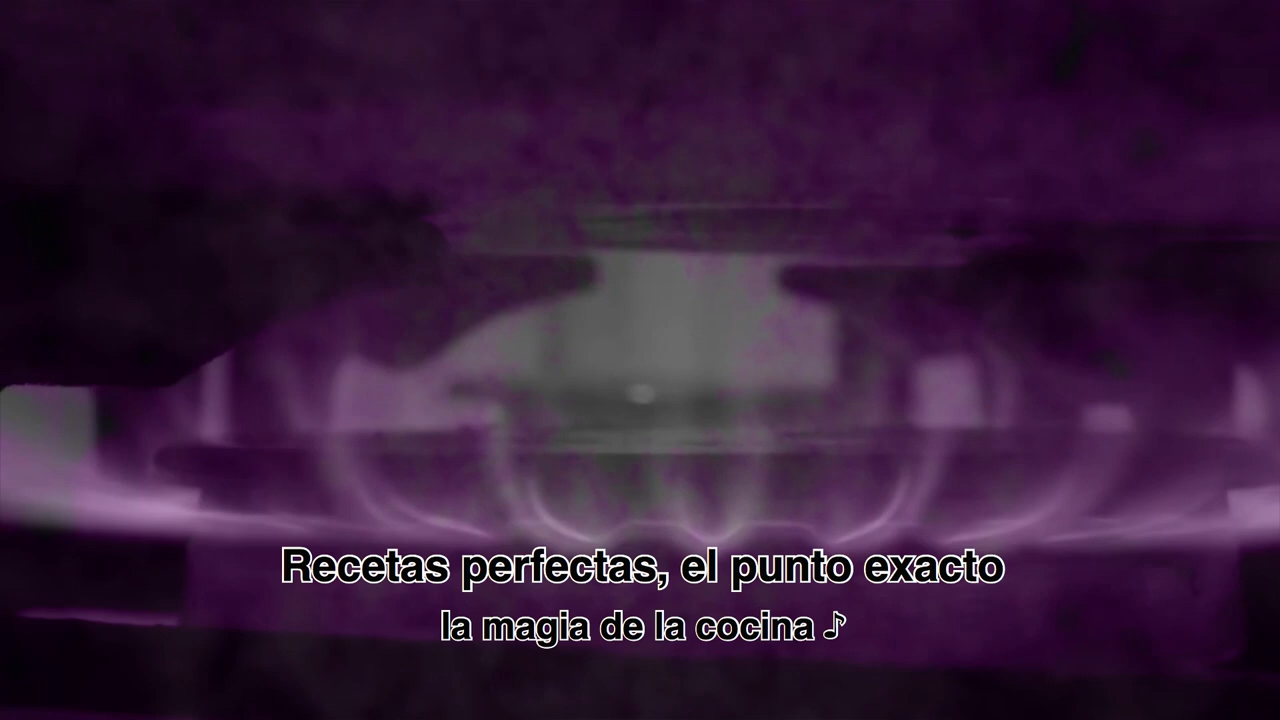 Recetas perfectas, el punto exacto
la magia de la cocina ♪